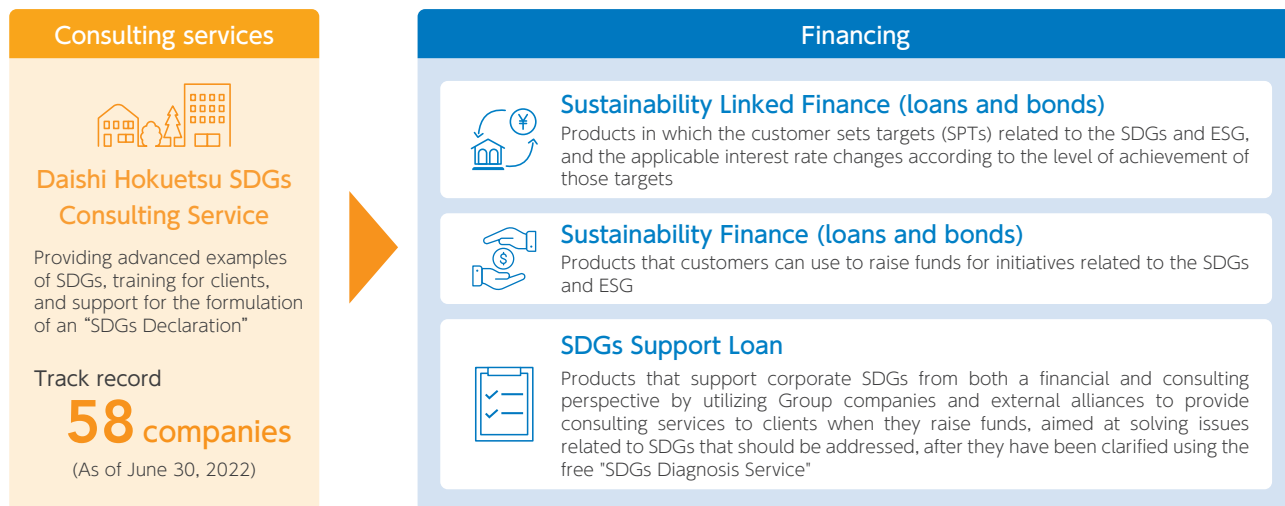 Consulting services
Daishi Hokuetsu SDGs
Consulting Service
Providing advanced examples
of SDGs, training for clients,
and support for the formulation
of an “SDGs Declaration”
Track record
58 companies
(As of June 30, 2022)
Financing
¥
Sustainability Linked Finance (loans and bonds)
Products in which the customer sets targets (SPTs) related to the SDGs and ESG,
and the applicable interest rate changes according to the level of achievement of
those targets
$
Sustainability Finance (loans and bonds)
Products that customers can use to raise funds for initiatives related to the SDGs
and ESG
SDGs Support Loan
Products that support corporate SDGs from both a financial and consulting
perspective by utilizing Group companies and external alliances to provide
consulting services to clients when they raise funds, aimed at solving issues
related to SDGs that should be addressed, after they have been clarified using the
free "SDGs Diagnosis Service"